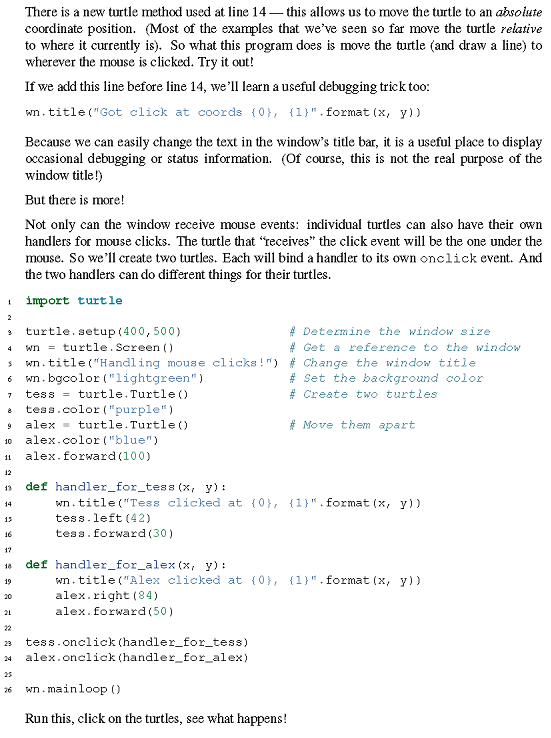 There is a new turtle method used at line 14 — this allows us to move the turtle to an absolute
coordinate position. (Most of the examples that we've seen so far move the turtle relative
to where it currently is). So what this program does is move the turtle (and draw a line) to
wherever the mouse is clicked. Try it out!
If we add this line before line 14, we'll learn a useful debugging trick too:
wn.title("Got click at coords {0}, {1}".format(x, y))
Because we can easily change the text in the window's title bar, it is a useful place to display
occasional debugging or status information. (Of course, this is not the real purpose of the
window title!)
But there is more!
Not only can the window receive mouse events: individual turtles can also have their own
handlers for mouse clicks. The turtle that “receives” the click event will be the one under the
mouse. So we'll create two turtles. Each will bind a handler to its own onclick event. And
the two handlers can do different things for their turtles.
1 import turtle
2
3 turtle.setup(400,500) # Determine the window size
4 wn = turtle.Screen() # Get a reference to the window
5 wn.title("Handling mouse clicks!") # Change the window title
6 wn.bgcolor("lightgreen") # Set the background color
7 tess = turtle.Turtle() # Create two turtles
8 tess.color("purple")
9 alex = turtle.Turtle() # Move them apart
10 alex.color("blue")
11 alex.forward(100)
12
13 def handler_for_tess(x, y):
14 wn.title("Tess clicked at {0}, {1}".format(x, y))
15 tess.left(42)
16 tess.forward(30)
17
18 def handler_for_alex(x, y):
19 wn.title("Alex clicked at {0}, {1}".format(x, y))
20 alex.right(84)
21 alex.forward(50)
22
23 tess.onclick(handler_for_tess)
24 alex.onclick(handler_for_alex)
25
26 wn.mainloop()
Run this, click on the turtles, see what happens!